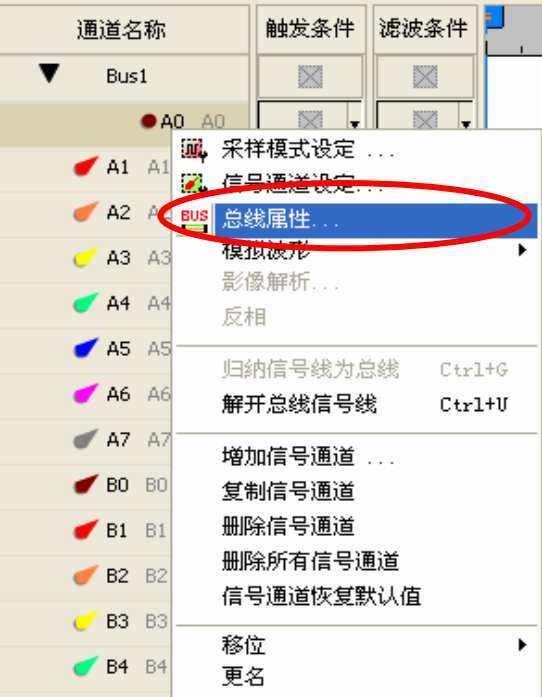 通道名称 触发条件 滤波条件
Bus1
A0 A0
采样模式设定 ...
A1 A1
信号通道设定...
A2
BUS 总线属性...
模拟波形
A3 A3
影像解析...
A4 A4
反相
A5 A5
归纳信号线为总线 Ctrl+G
A6 A6
解开总线信号线 Ctrl+U
A7 A7
增加信号通道 ...
B0 B0
复制信号通道
B1 B1
删除信号通道
删除所有信号通道
B2 B2
信号通道恢复默认值
B3 B3
移位
B4 B4
更名